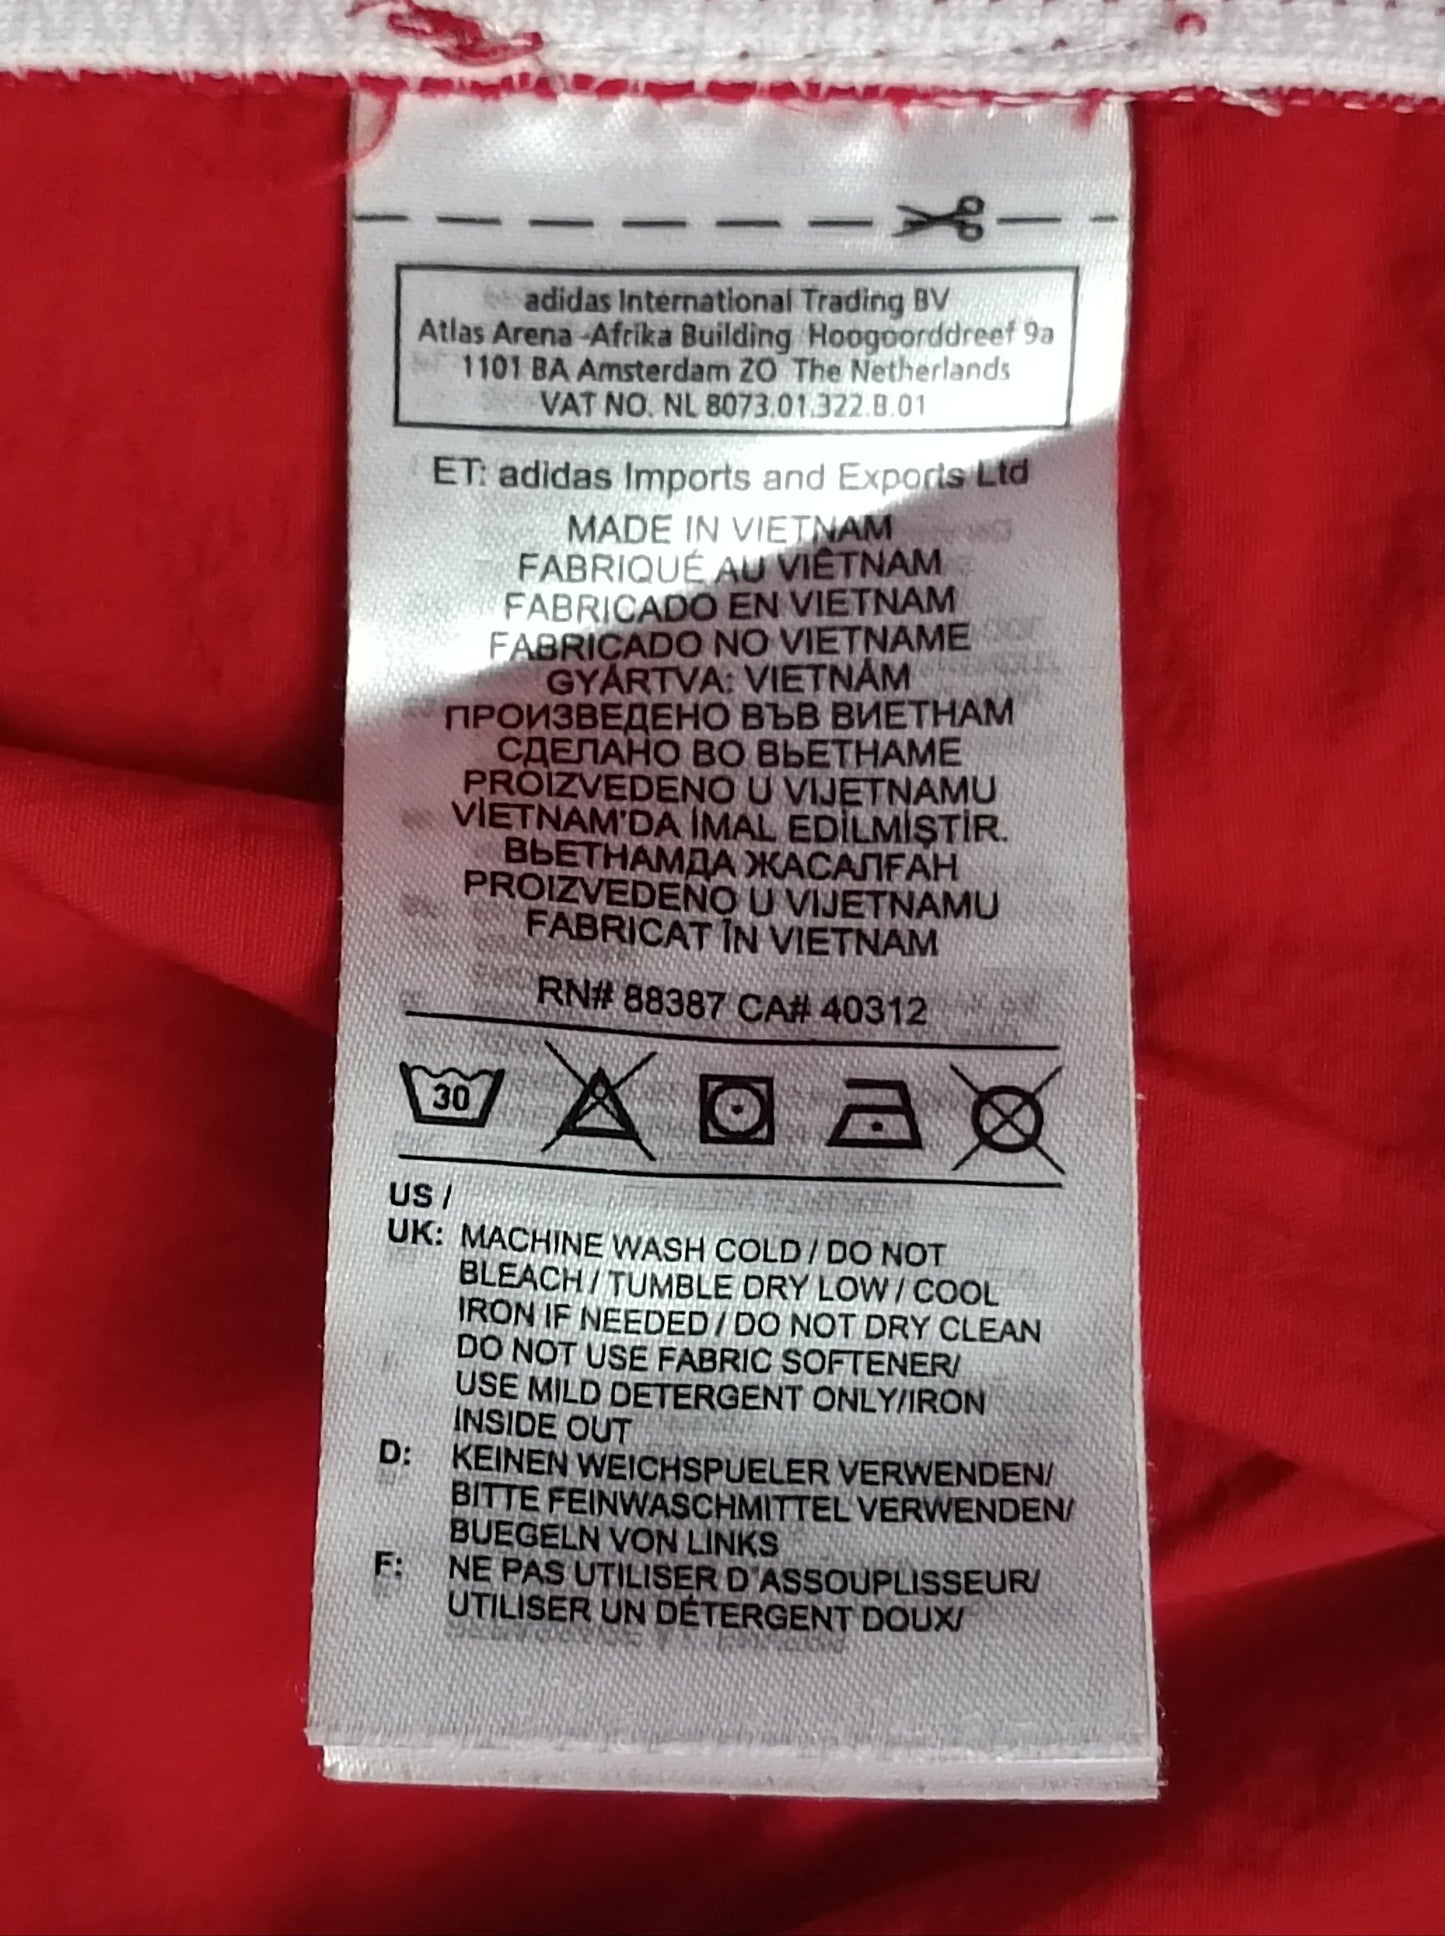 adidas International Trading BV
Atlas Arena -Afrika Building Hoogoorddreef 9a
1101 BA Amsterdam ZO The Netherlands
VAT NO. NL 8073.01.322.B.01
ET: adidas Imports and Exports Ltd
MADE IN VIETNAM
FABRIQUÉ AU VIÊTNAM
FABRICADO EN VIETNAM
FABRICADO NO VIETNAME
GYÁRTVA: VIETNÁM
ПРОИЗВЕДЕНО ВЪВ ВИЕТНАМ
СДЕЛАНО ВО ВЬЕТНАМЕ
PROIZVEDENO U VIJETNAMU
VİETNAM'DA İMAL EDİLMİŞTİR.
ВЬЕТНАМДА ЖАСАЛҒАН
PROIZVEDENO U VIJETNAMU
FABRICAT ÎN VIETNAM
RN# 88387 CA# 40312
30
US /
UK: MACHINE WASH COLD / DO NOT
BLEACH / TUMBLE DRY LOW / COOL
IRON IF NEEDED / DO NOT DRY CLEAN
DO NOT USE FABRIC SOFTENER/
USE MILD DETERGENT ONLY/IRON
INSIDE OUT
D: KEINEN WEICHSPUELER VERWENDEN/
BITTE FEINWASCHMITTEL VERWENDEN/
BUEGELN VON LINKS
F: NE PAS UTILISER D'ASSOUPLISSEUR/
UTILISER UN DÉTERGENT DOUX/